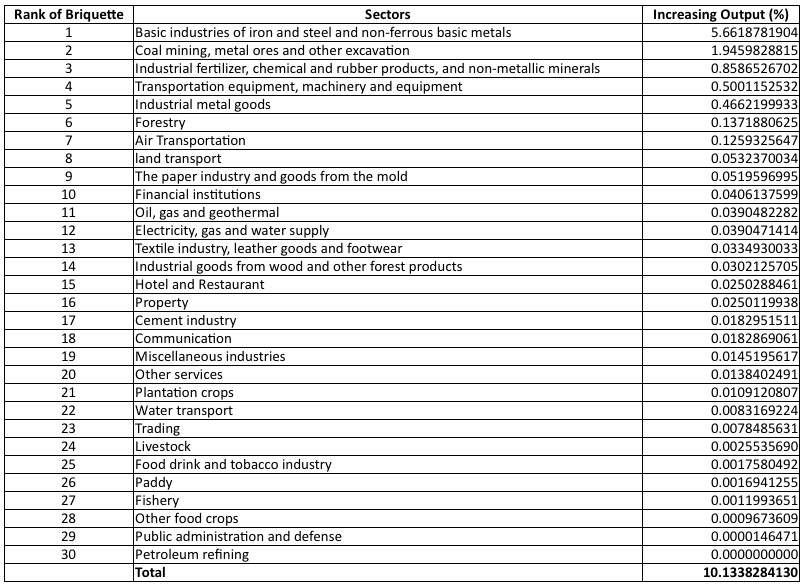 Rank of Briquette Sectors Increasing Output (%)
1 Basic industries of iron and steel and non-ferrous basic metals 5.6618781904
2 Coal mining, metal ores and other excavation 1.9459828815
3 Industrial fertilizer, chemical and rubber products, and non-metallic minerals 0.8586526702
4 Transportation equipment, machinery and equipment 0.5001152532
5 Industrial metal goods 0.4662199933
6 Forestry 0.1371880625
7 Air Transportation 0.1259325647
8 land transport 0.0532370034
9 The paper industry and goods from the mold 0.0519596995
10 Financial institutions 0.0406137599
11 Oil, gas and geothermal 0.0390482282
12 Electricity, gas and water supply 0.0390471414
13 Textile industry, leather goods and footwear 0.0334930033
14 Industrial goods from wood and other forest products 0.0302125705
15 Hotel and Restaurant 0.0250288461
16 Property 0.0250119938
17 Cement industry 0.0182951511
18 Communication 0.0182869061
19 Miscellaneous industries 0.0145195617
20 Other services 0.0138402491
21 Plantation crops 0.0109120807
22 Water transport 0.0083169224
23 Trading 0.0078485631
24 Livestock 0.0025535690
25 Food drink and tobacco industry 0.0017580492
26 Paddy 0.0016941255
27 Fishery 0.0011993651
28 Other food crops 0.0009673609
29 Public administration and defense 0.0000146471
30 Petroleum refining 0.0000000000
Total 10.1338284130